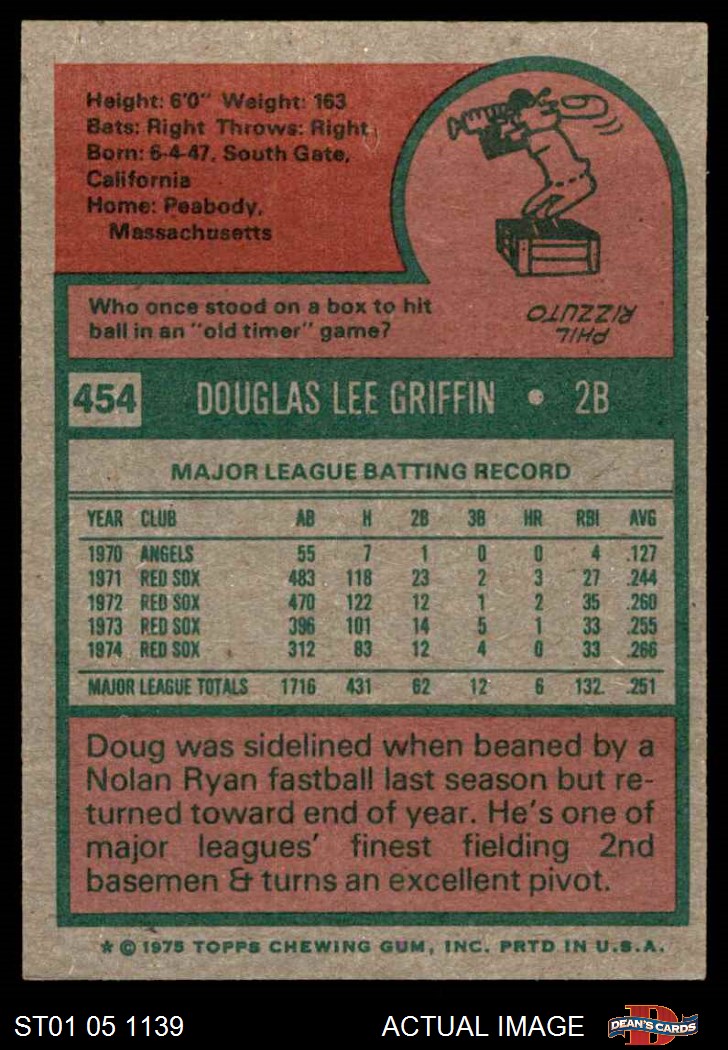 Height: 6'0" Weight: 163
Bats: Right Throws: Right
Born: 6-4-47, South Gate,
California
Home: Peabody,
Massachusetts
Who once stood on a box to hit
ball in an "old timer" game?
PHIL
RIZZUTO
454 DOUGLAS LEE GRIFFIN • 2B
MAJOR LEAGUE BATTING RECORD
YEAR CLUB AB H 2B 3B HR RBI AVG
1970 ANGELS 55 7 1 0 0 4 .127
1971 RED SOX 483 118 23 2 3 27 .244
1972 RED SOX 470 122 12 1 2 35 .260
1973 RED SOX 396 101 14 5 1 33 .255
1974 RED SOX 312 83 12 4 0 33 .266
MAJOR LEAGUE TOTALS 1716 431 62 12 6 132 .251
Doug was sidelined when beaned by a
Nolan Ryan fastball last season but re-
turned toward end of year. He's one of
major leagues' finest fielding 2nd
basemen & turns an excellent pivot.
* © 1975 TOPPS CHEWING GUM, INC. PRTD IN U.S.A.
ST01 05 1139 ACTUAL IMAGE DEAN'S CARDS